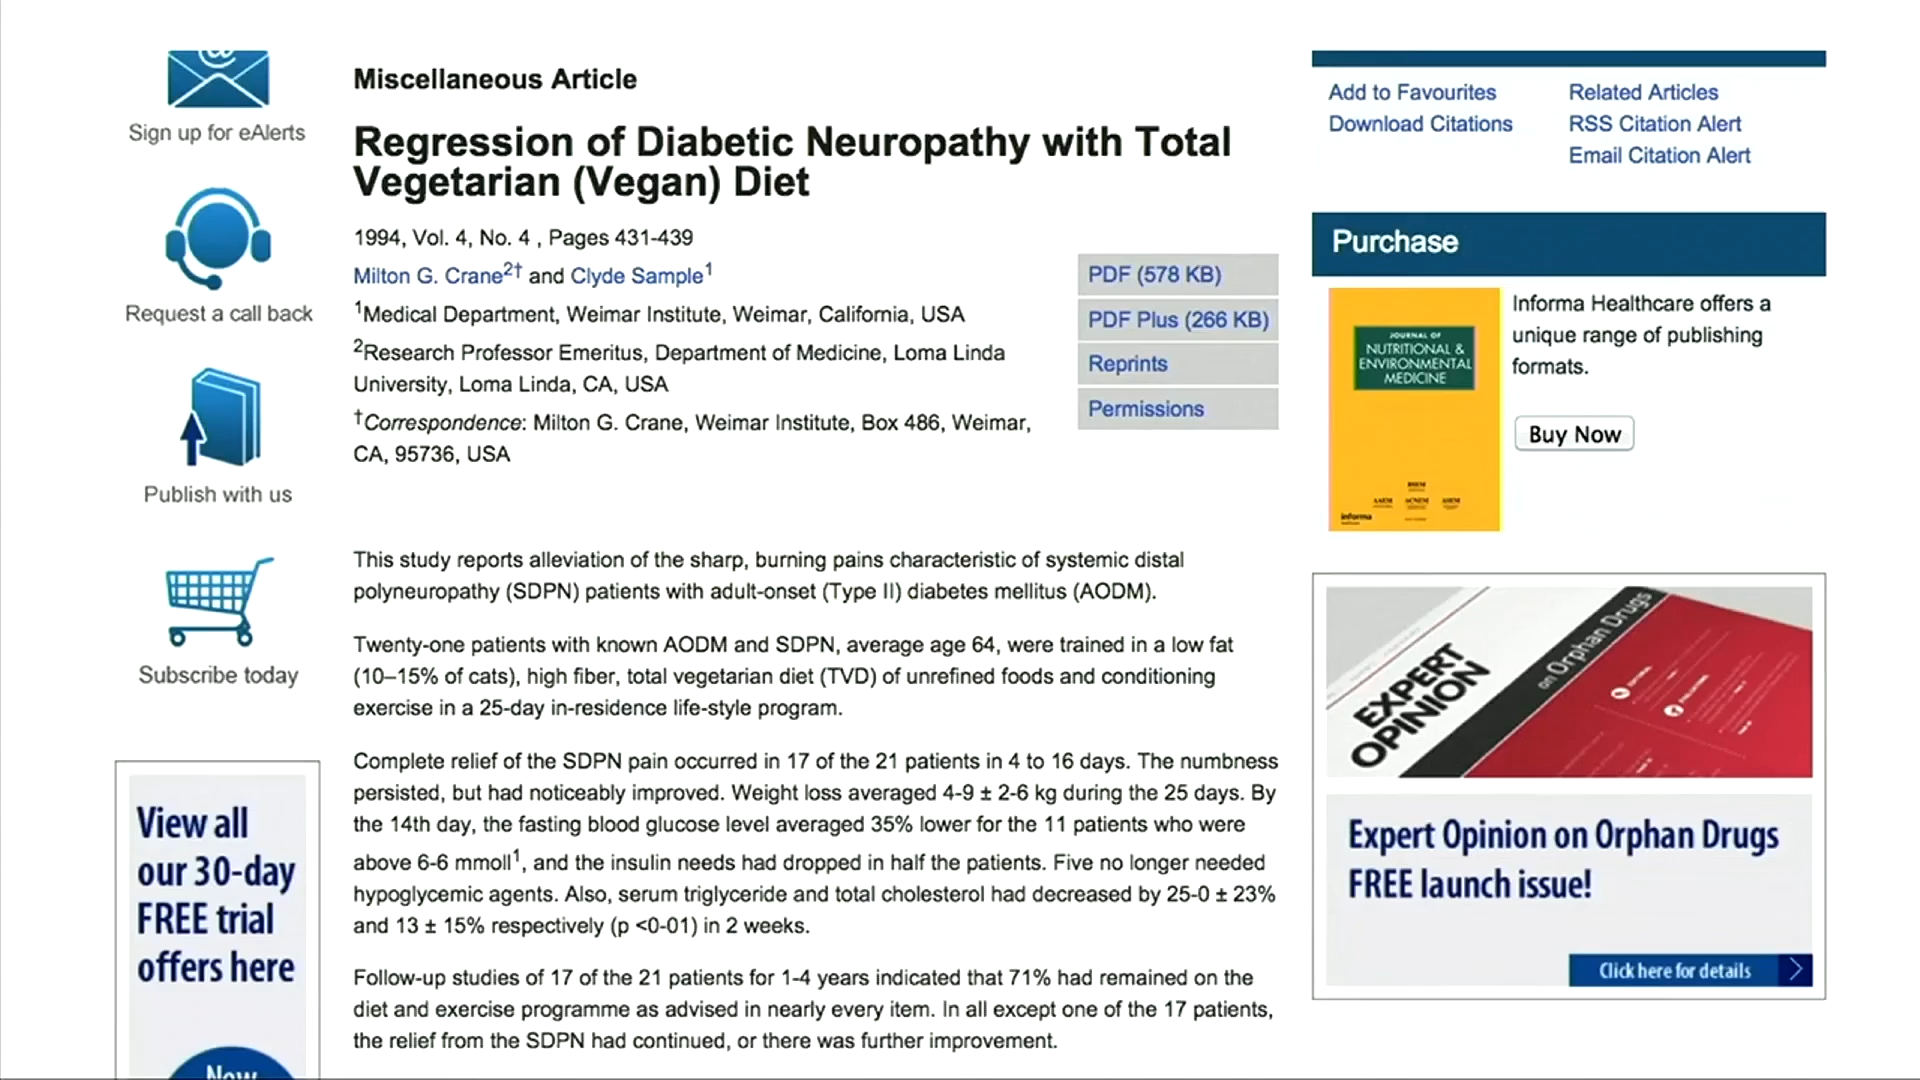 Sign up for eAlerts
Request a call back
Publish with us
Subscribe today
View all
our 30-day
FREE trial
offers here
New
Miscellaneous Article
Regression of Diabetic Neuropathy with Total
Vegetarian (Vegan) Diet
1994, Vol. 4, No. 4 , Pages 431-439
Milton G. Crane2† and Clyde Sample1
1Medical Department, Weimar Institute, Weimar, California, USA
2Research Professor Emeritus, Department of Medicine, Loma Linda
University, Loma Linda, CA, USA
†Correspondence: Milton G. Crane, Weimar Institute, Box 486, Weimar,
CA, 95736, USA
PDF (578 KB)
PDF Plus (266 KB)
Reprints
Permissions
This study reports alleviation of the sharp, burning pains characteristic of systemic distal
polyneuropathy (SDPN) patients with adult-onset (Type II) diabetes mellitus (AODM).
Twenty-one patients with known AODM and SDPN, average age 64, were trained in a low fat
(10–15% of cats), high fiber, total vegetarian diet (TVD) of unrefined foods and conditioning
exercise in a 25-day in-residence life-style program.
Complete relief of the SDPN pain occurred in 17 of the 21 patients in 4 to 16 days. The numbness
persisted, but had noticeably improved. Weight loss averaged 4-9 ± 2-6 kg during the 25 days. By
the 14th day, the fasting blood glucose level averaged 35% lower for the 11 patients who were
above 6-6 mmoll1, and the insulin needs had dropped in half the patients. Five no longer needed
hypoglycemic agents. Also, serum triglyceride and total cholesterol had decreased by 25-0 ± 23%
and 13 ± 15% respectively (p <0-01) in 2 weeks.
Follow-up studies of 17 of the 21 patients for 1-4 years indicated that 71% had remained on the
diet and exercise programme as advised in nearly every item. In all except one of the 17 patients,
the relief from the SDPN had continued, or there was further improvement.
Add to Favourites
Download Citations
Related Articles
RSS Citation Alert
Email Citation Alert
Purchase
JOURNAL OF
NUTRITIONAL &
ENVIRONMENTAL
MEDICINE
informa
Informa Healthcare offers a
unique range of publishing
formats.
Buy Now
EXPERT
OPINION
on Orphan Drugs
Expert Opinion on Orphan Drugs
FREE launch issue!
Click here for details